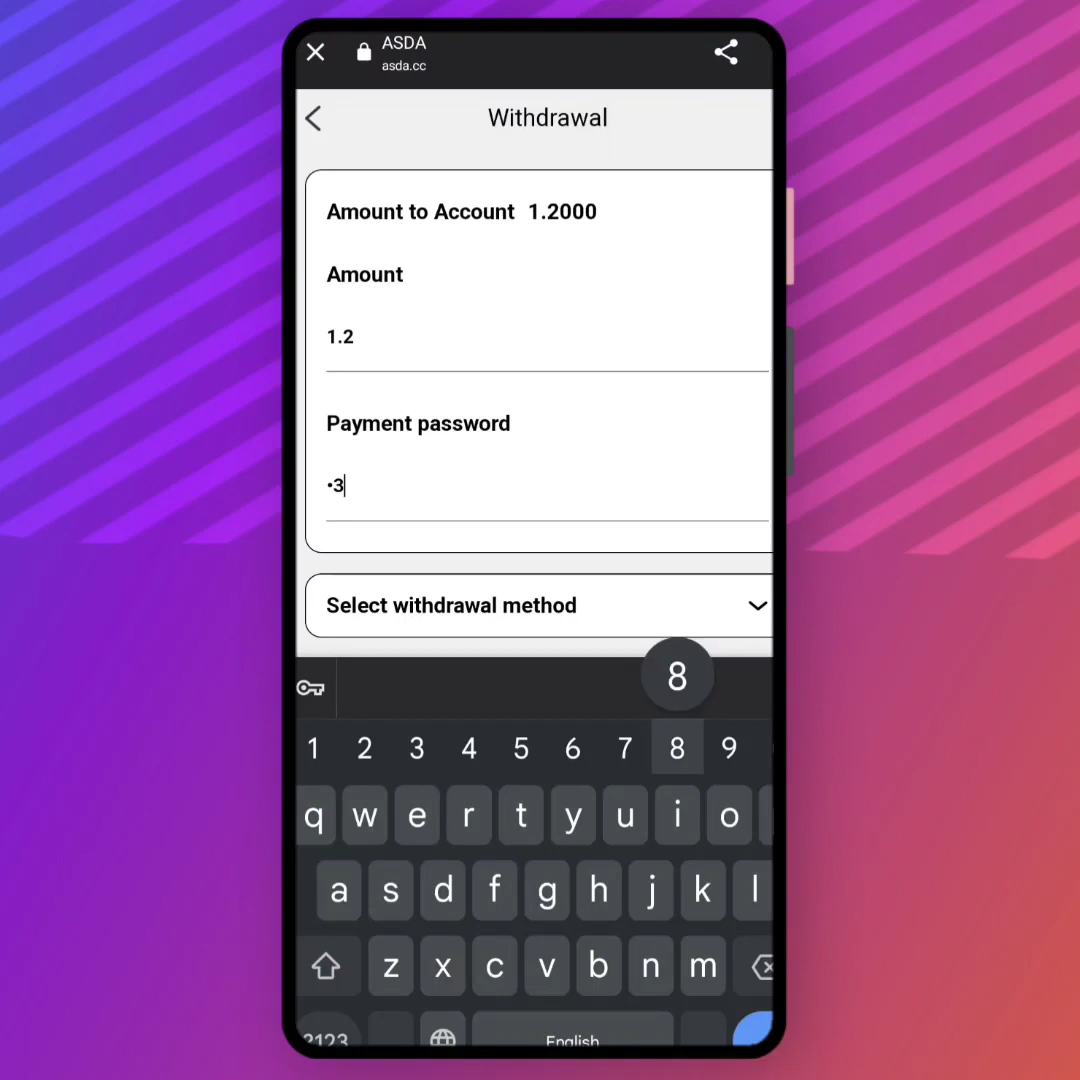 ASDA
asda.cc
Withdrawal
Amount to Account 1.2000
Amount
1.2
Payment password
•3
Select withdrawal method
8
1 2 3 4 5 6 7 8 9
q w e r t y u i o
a s d f g h j k l
z x c v b n m
?123 English